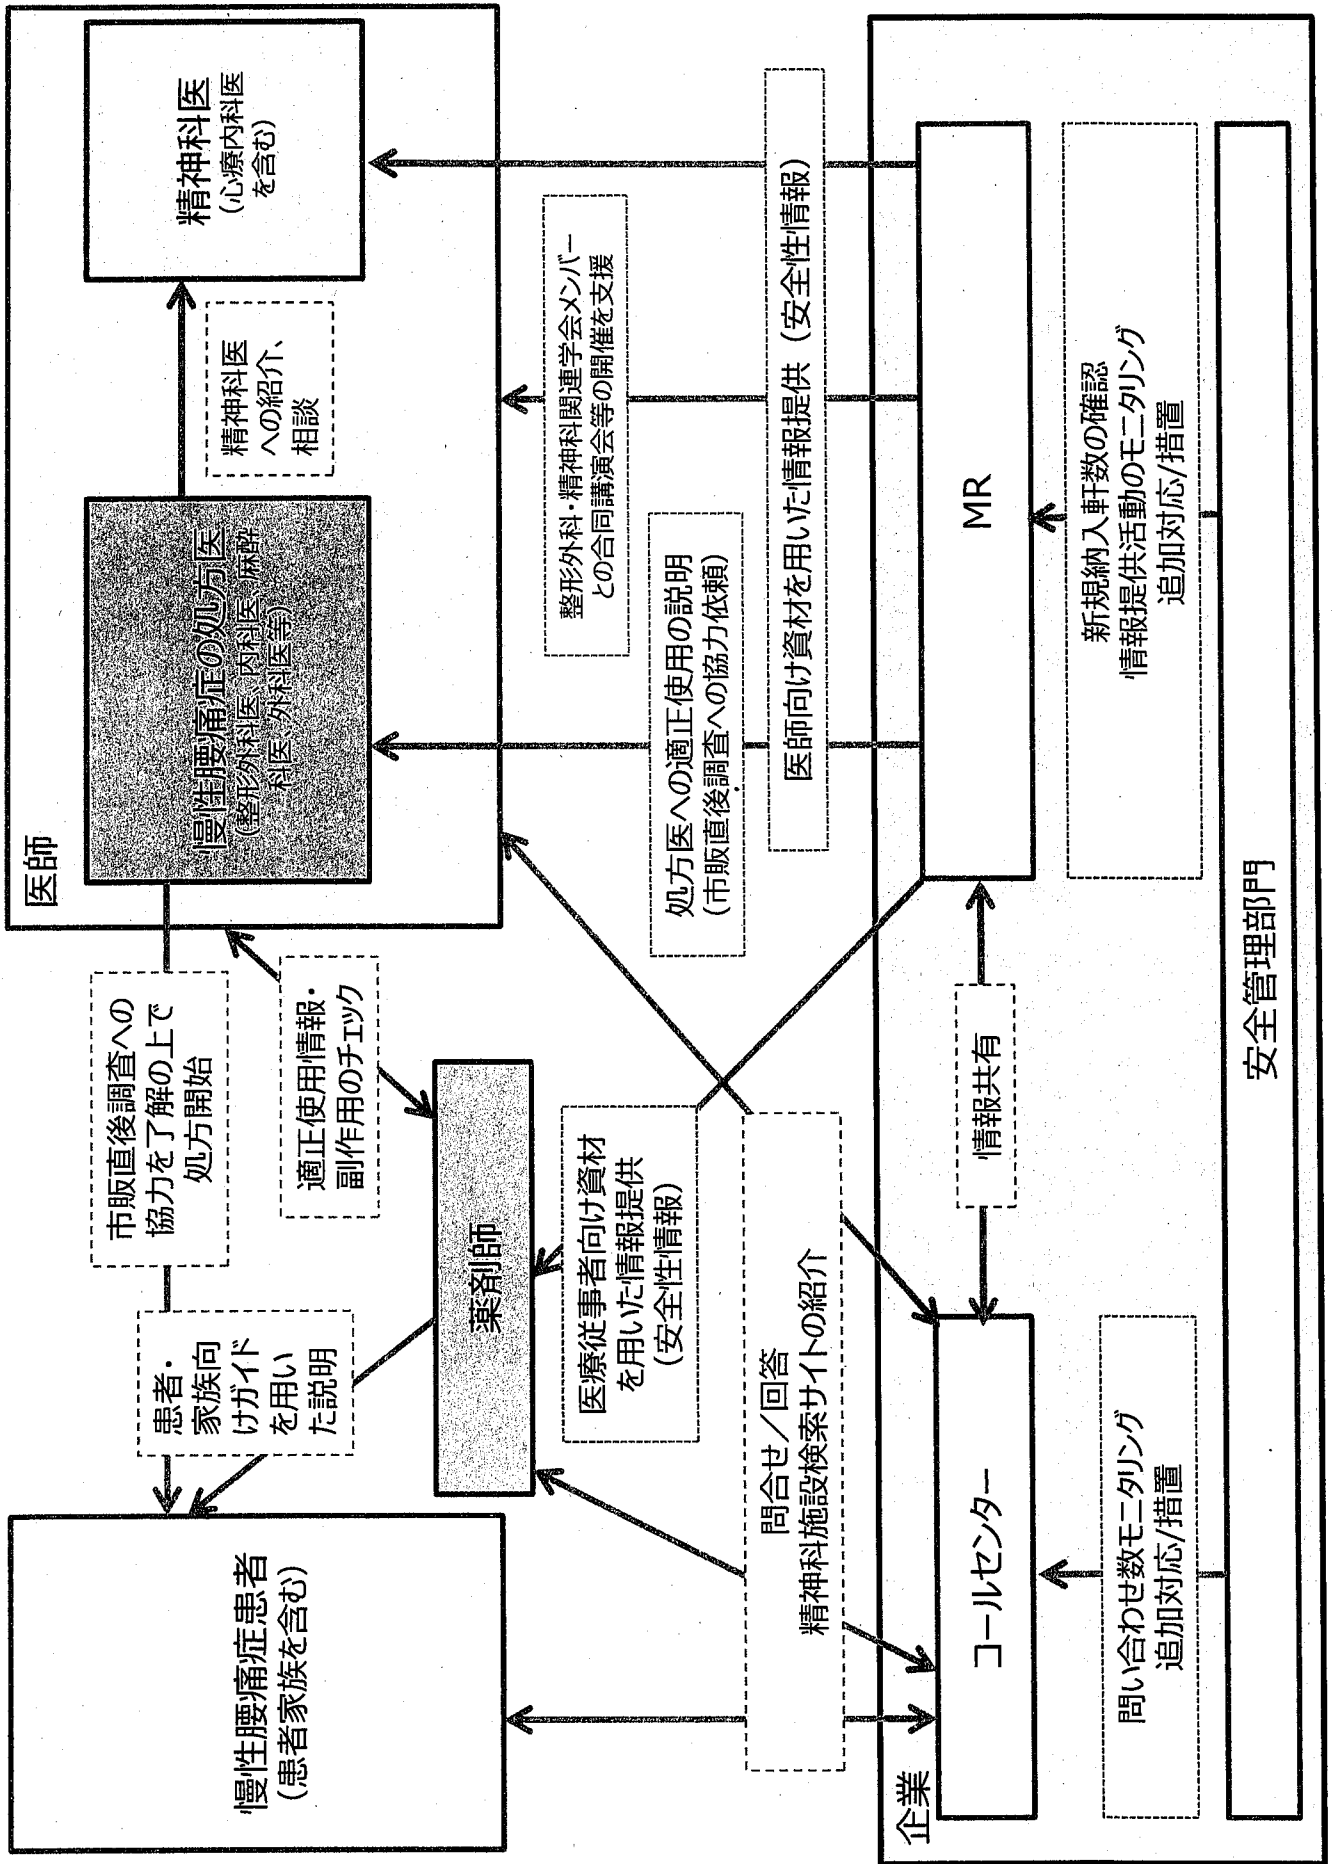 慢性腰痛症患者
(患者家族を含む)
患者・
家族向
けガイド
を用い
た説明
市販直後調査への
協力を了解の上で
処方開始
医師
慢性腰痛症の処方医
(整形外科医、内科医、麻酔
科医、外科医等)
精神科医
への紹介、
相談
精神科医
(心療内科医
を含む)
適正使用情報・
副作用のチェック
薬剤師
医療従事者向け資材
を用いた情報提供
(安全性情報)
整形外科・精神科関連学会メンバー
との合同講演会等の開催を支援
処方医への適正使用の説明
(市販直後調査への協力依頼)
医師向け資材を用いた情報提供(安全性情報)
問合せ/回答
精神科施設検索サイトの紹介
企業
コールセンター
情報共有
MR
問い合わせ数モニタリング
追加対応/措置
新規納入軒数の確認
情報提供活動のモニタリング
追加対応/措置
安全管理部門